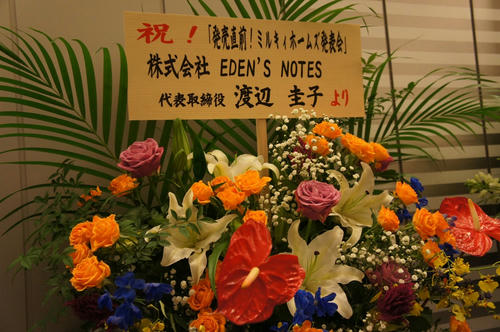 祝！「発売直前！ミルキィホームズ発表会」
株式会社 EDEN'S NOTES
代表取締役 渡辺 圭子 より